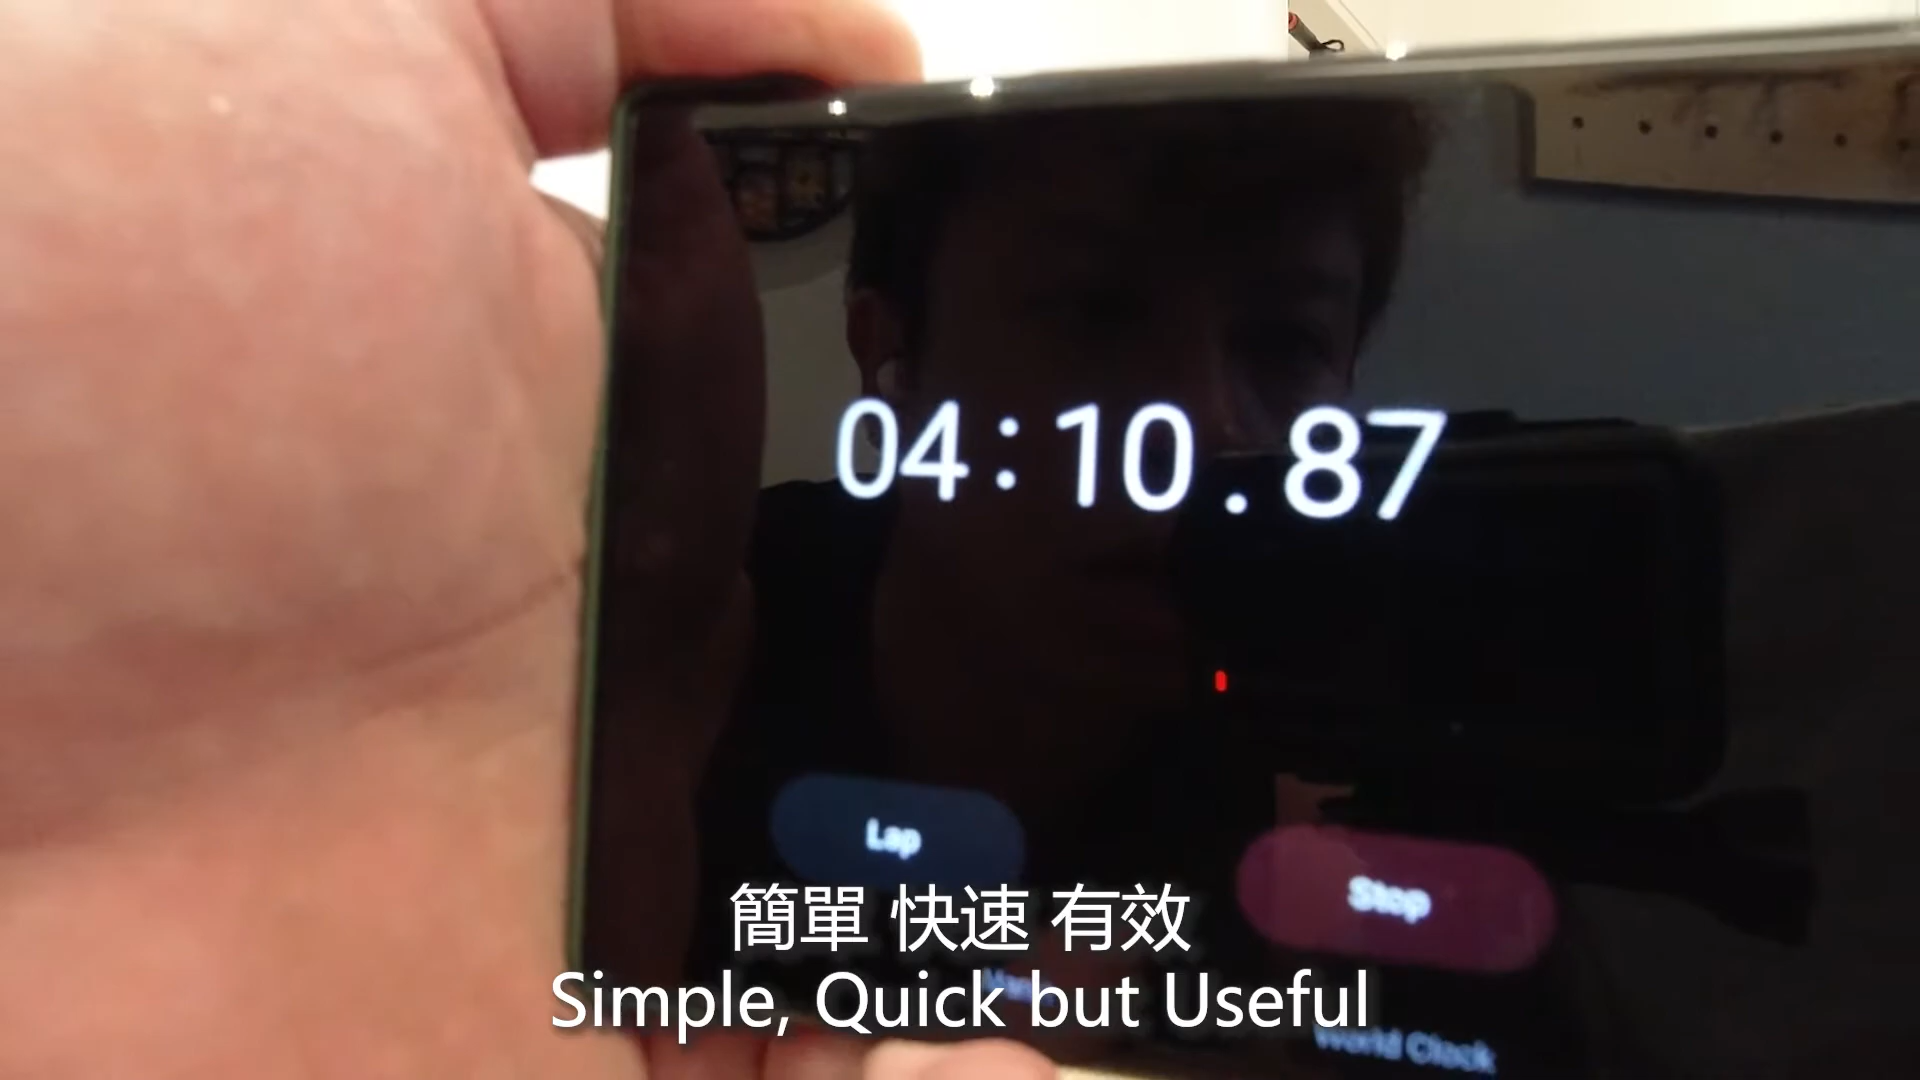 04:10.87
Lap
Stop
簡單 快速 有效
Simple, Quick but Useful
World Clock